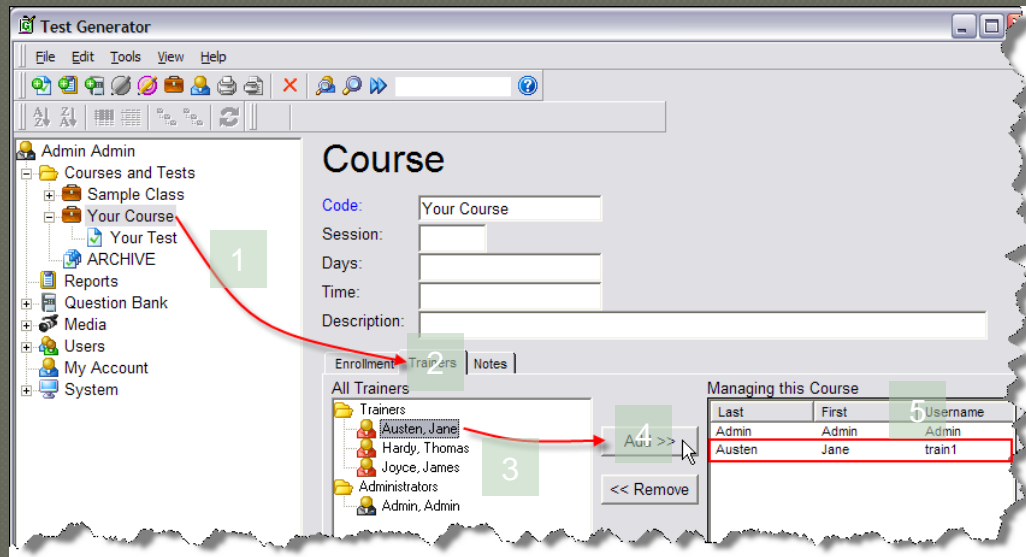 Test Generator
File Edit Tools View Help
Admin Admin
Courses and Tests
Sample Class
Your Course
Your Test
ARCHIVE
Reports
Question Bank
Media
Users
My Account
System
1
Course
Code: Your Course
Session:
Days:
Time:
Description:
Enrollment Trainers Notes
2
All Trainers
Trainers
Austen, Jane
Hardy, Thomas
Joyce, James
Administrators
Admin, Admin
3
Add >>
4
<< Remove
Managing this Course
5
Last First Username
Admin Admin Admin
Austen Jane train1